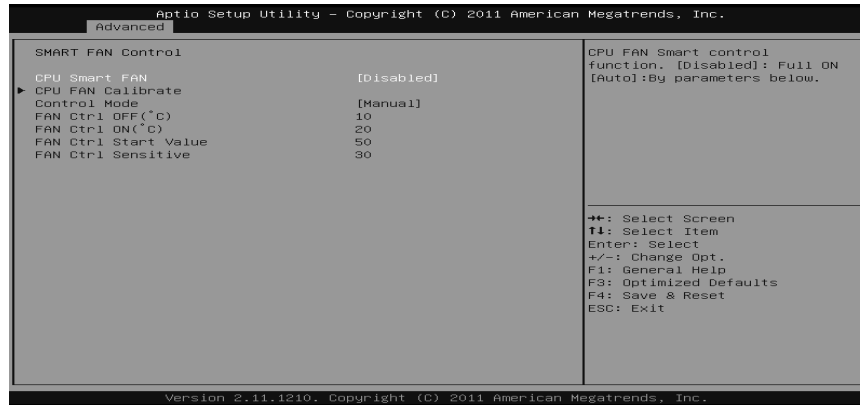 Aptio Setup Utility – Copyright (C) 2011 American Megatrends, Inc.
Advanced
SMART FAN Control
CPU Smart FAN [Disabled]
► CPU FAN Calibrate
Control Mode [Manual]
FAN Ctrl OFF(°C) 10
FAN Ctrl ON(°C) 20
FAN Ctrl Start Value 50
FAN Ctrl Sensitive 30
CPU FAN Smart control
function. [Disabled]: Full ON
[Auto]:By parameters below.
→←: Select Screen
↑↓: Select Item
Enter: Select
+/-: Change Opt.
F1: General Help
F3: Optimized Defaults
F4: Save & Reset
ESC: Exit
Version 2.11.1210. Copyright (C) 2011 American Megatrends, Inc.